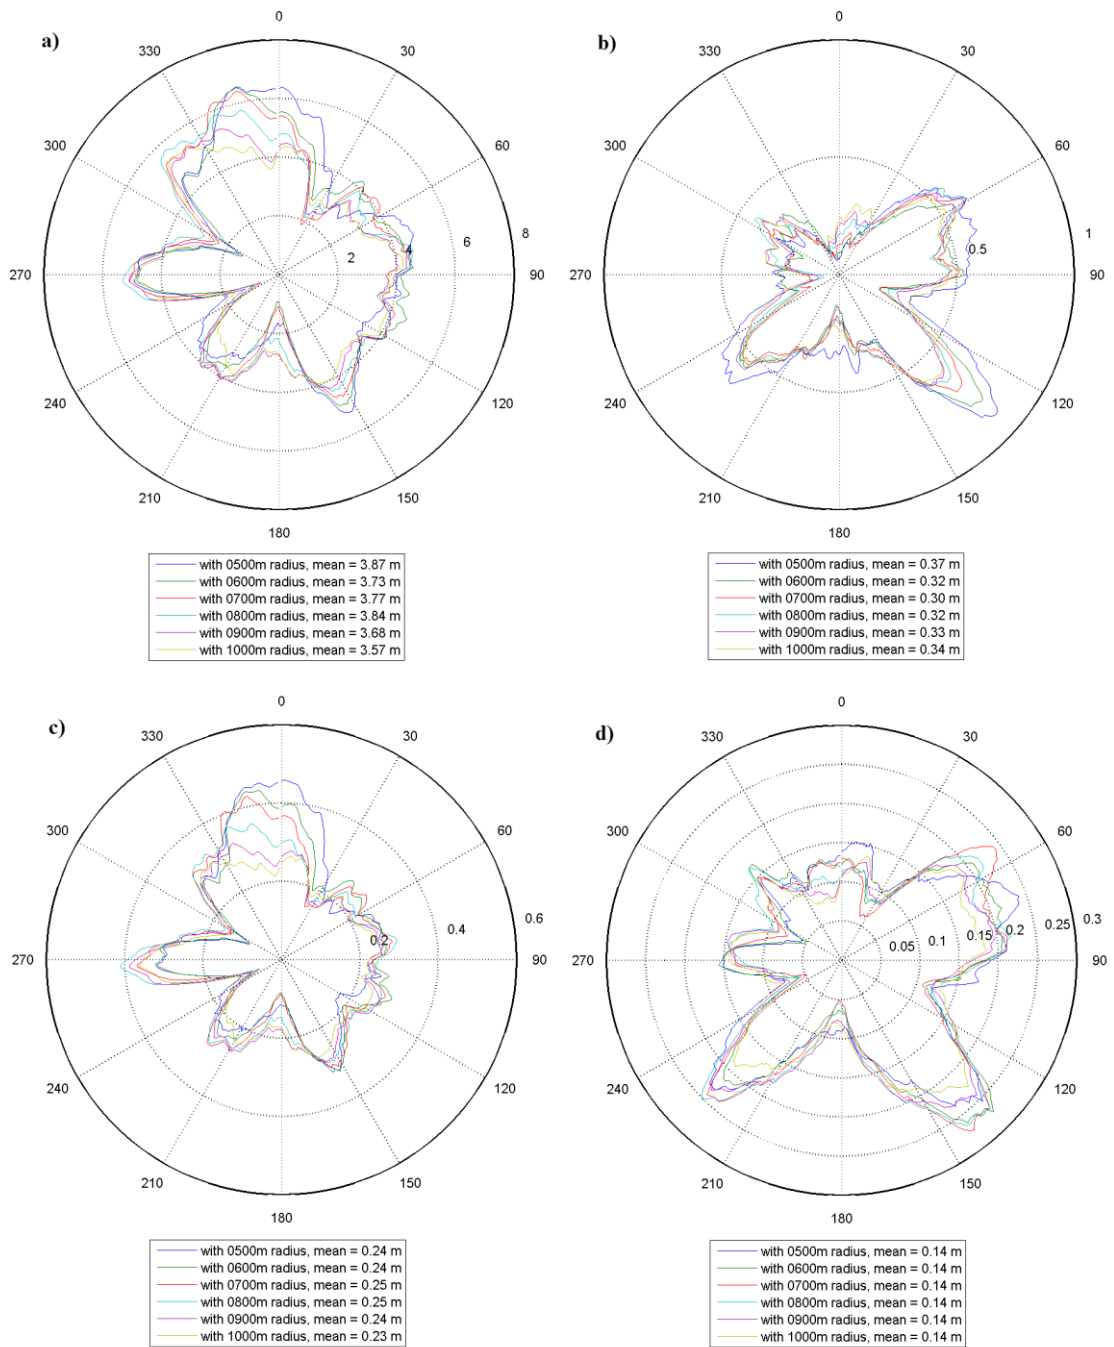 a)
0
30
60
90
120
150
180
210
240
270
300
330
2
4
6
8
with 0500m radius, mean = 3.87 m
with 0600m radius, mean = 3.73 m
with 0700m radius, mean = 3.77 m
with 0800m radius, mean = 3.84 m
with 0900m radius, mean = 3.68 m
with 1000m radius, mean = 3.57 m
b)
0
30
60
90
120
150
180
210
240
270
300
330
0.5
1
with 0500m radius, mean = 0.37 m
with 0600m radius, mean = 0.32 m
with 0700m radius, mean = 0.30 m
with 0800m radius, mean = 0.32 m
with 0900m radius, mean = 0.33 m
with 1000m radius, mean = 0.34 m
c)
0
30
60
90
120
150
180
210
240
270
300
330
0.2
0.4
0.6
with 0500m radius, mean = 0.24 m
with 0600m radius, mean = 0.24 m
with 0700m radius, mean = 0.25 m
with 0800m radius, mean = 0.25 m
with 0900m radius, mean = 0.24 m
with 1000m radius, mean = 0.23 m
d)
0
30
60
90
120
150
180
210
240
270
300
330
0.05
0.1
0.15
0.2
0.25
0.3
with 0500m radius, mean = 0.14 m
with 0600m radius, mean = 0.14 m
with 0700m radius, mean = 0.14 m
with 0800m radius, mean = 0.14 m
with 0900m radius, mean = 0.14 m
with 1000m radius, mean = 0.14 m